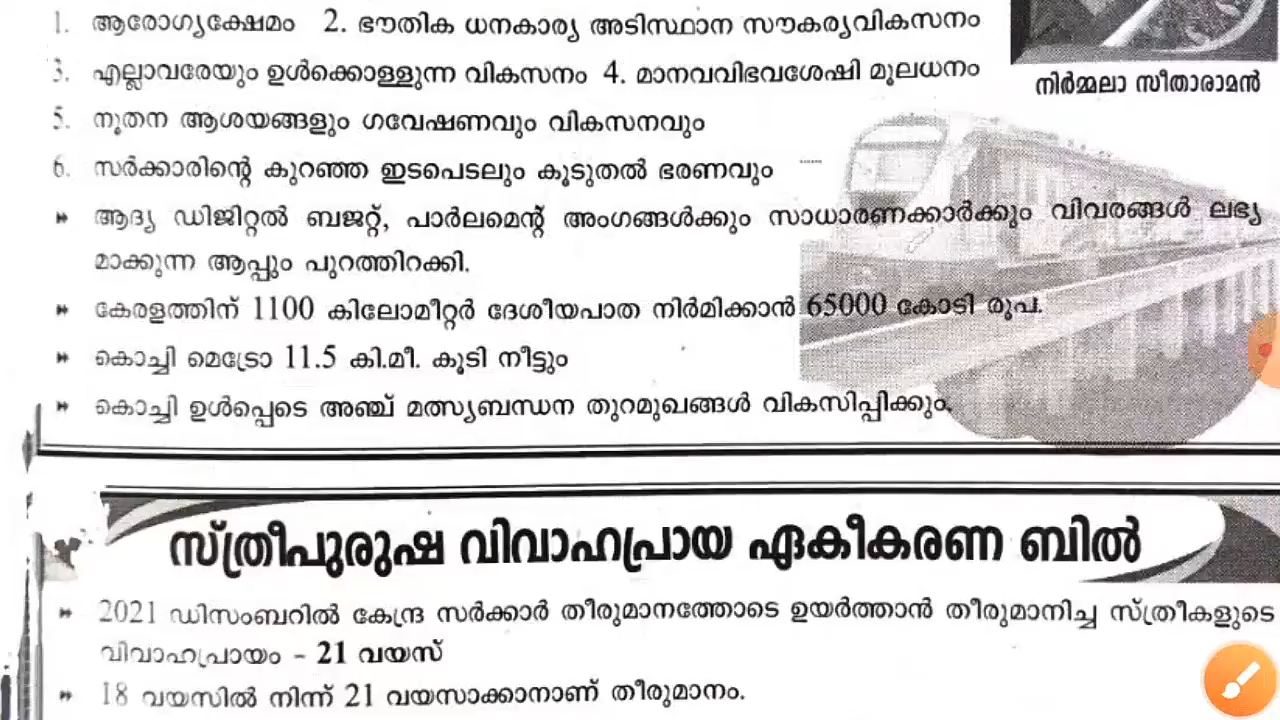 1. ആരോഗ്യക്ഷേമം 2. ഭൗതിക ധനകാര്യ അടിസ്ഥാന സൗകര്യവികസനം
3. എല്ലാവരേയും ഉൾക്കൊള്ളുന്ന വികസനം 4. മാനവവിഭവശേഷി മൂലധനം
നിർമ്മലാ സീതാരാമൻ
5. നൂതന ആശയങ്ങളും ഗവേഷണവും വികസനവും
6. സർക്കാരിന്റെ കുറഞ്ഞ ഇടപെടലും കൂടുതൽ ഭരണവും
» ആദ്യ ഡിജിറ്റൽ ബജറ്റ്, പാർലമെന്റ് അംഗങ്ങൾക്കും സാധാരണക്കാർക്കും വിവരങ്ങൾ ലഭ്യ
മാക്കുന്ന ആപ്പും പുറത്തിറക്കി.
» കേരളത്തിന് 1100 കിലോമീറ്റർ ദേശീയപാത നിർമിക്കാൻ 65000 കോടി രൂപ.
» കൊച്ചി മെട്രോ 11.5 കി.മീ. കൂടി നീട്ടും
» കൊച്ചി ഉൾപ്പെടെ അഞ്ച് മത്സ്യബന്ധന തുറമുഖങ്ങൾ വികസിപ്പിക്കും.
സ്ത്രീപുരുഷ വിവാഹപ്രായ ഏകീകരണ ബിൽ
» 2021 ഡിസംബറിൽ കേന്ദ്ര സർക്കാർ തീരുമാനത്തോടെ ഉയർത്താൻ തീരുമാനിച്ച സ്ത്രീകളുടെ
വിവാഹപ്രായം - 21 വയസ്
» 18 വയസിൽ നിന്ന് 21 വയസാക്കാനാണ് തീരുമാനം.